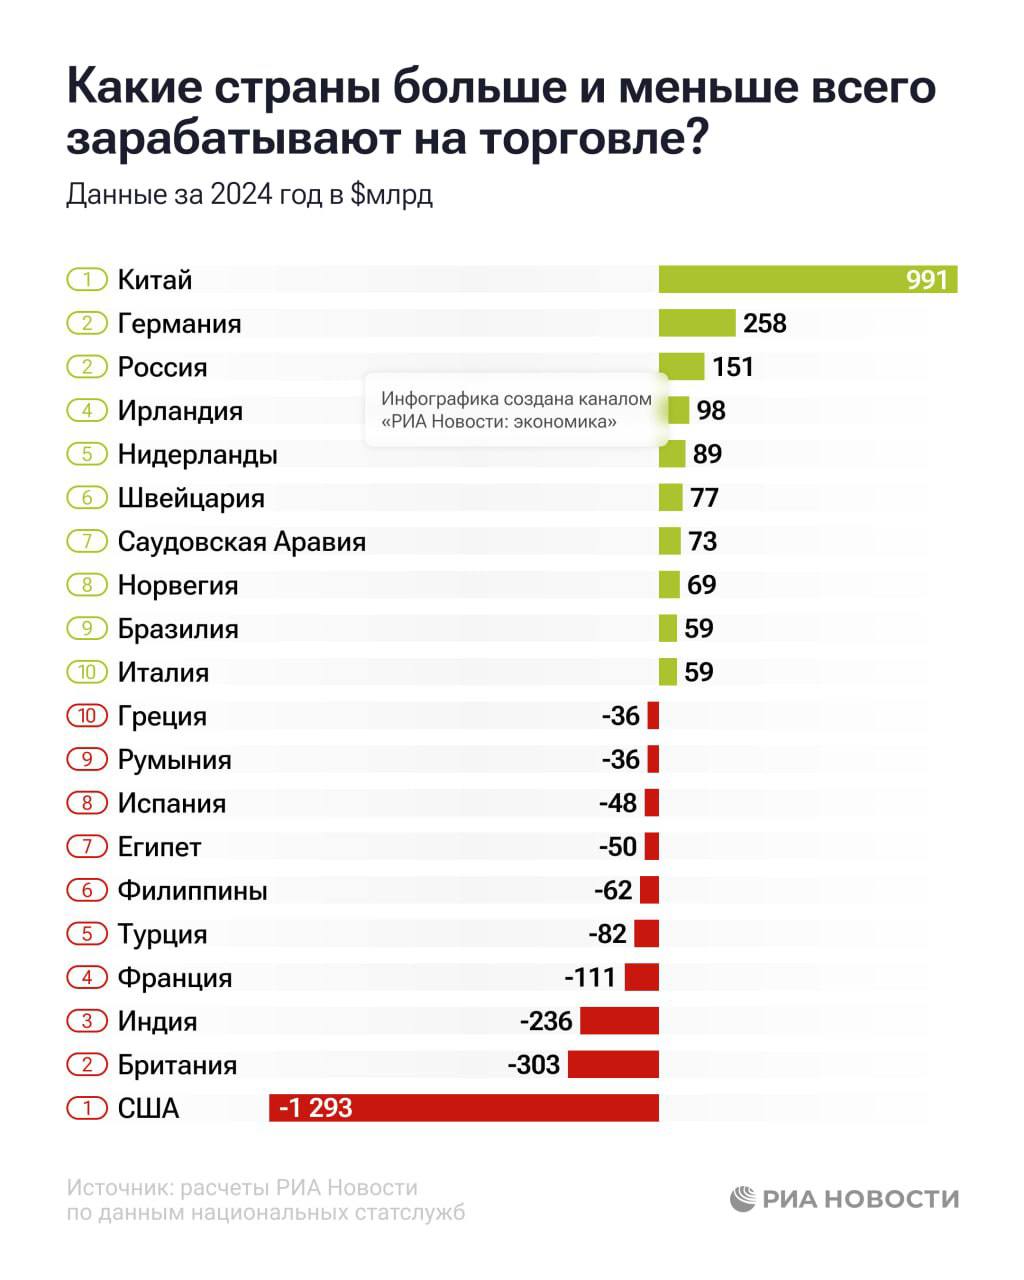 Какие страны больше и меньше всего
зарабатывают на торговле?
Данные за 2024 год в $млрд
1 Китай 991
2 Германия 258
2 Россия 151
Инфографика создана каналом
«РИА Новости: экономика»
4 Ирландия 98
5 Нидерланды 89
6 Швейцария 77
7 Саудовская Аравия 73
8 Норвегия 69
9 Бразилия 59
10 Италия 59
10 Греция -36
9 Румыния -36
8 Испания -48
7 Египет -50
6 Филиппины -62
5 Турция -82
4 Франция -111
3 Индия -236
2 Британия -303
1 США -1 293
Источник: расчеты РИА Новости
по данным национальных статслужб
РИА НОВОСТИ